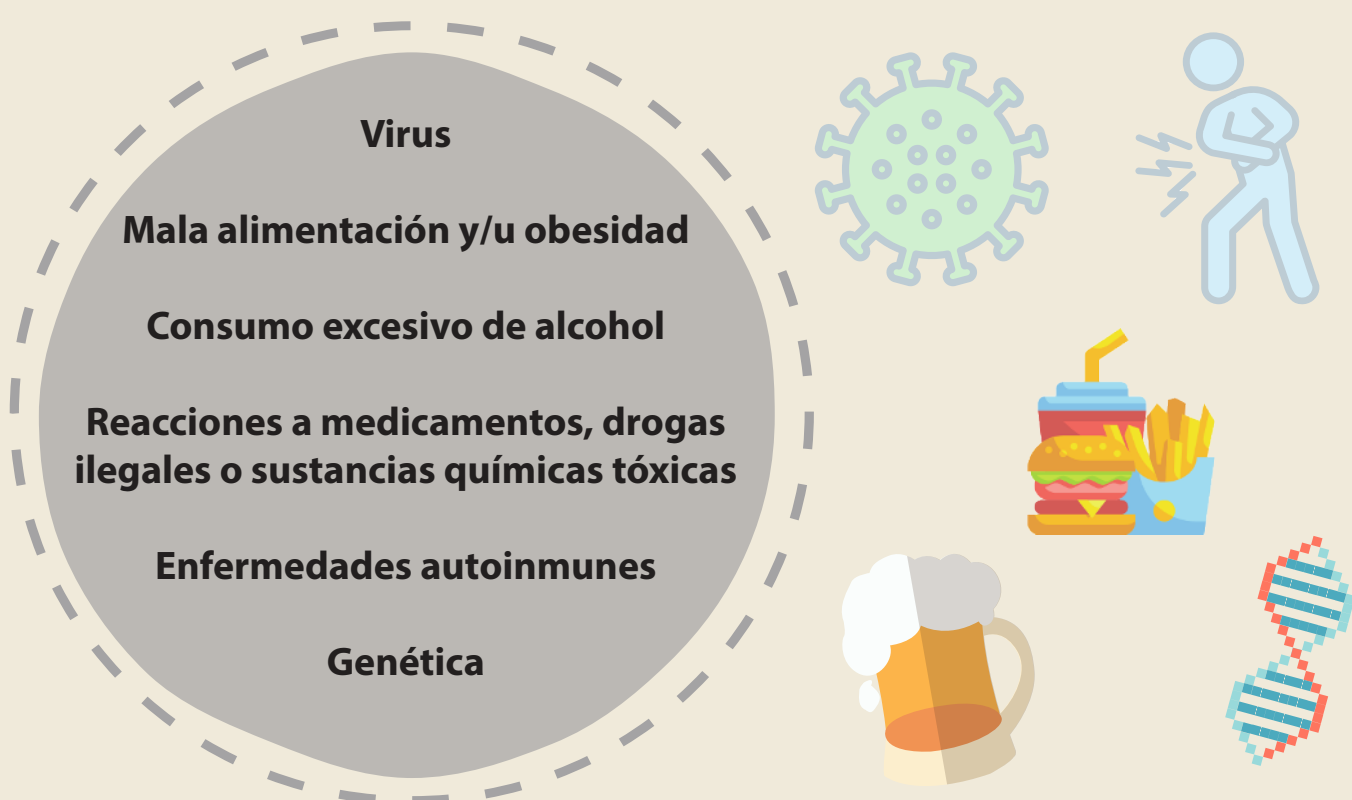 Virus
Mala alimentación y/u obesidad
Consumo excesivo de alcohol
Reacciones a medicamentos, drogas
ilegales o sustancias químicas tóxicas
Enfermedades autoinmunes
Genética